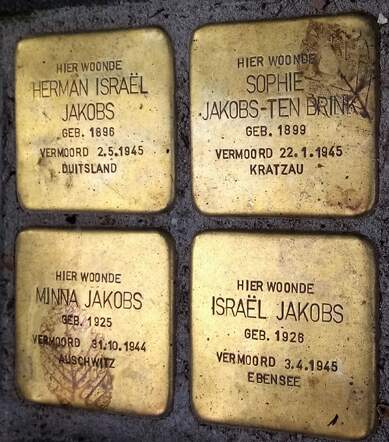 HIER WOONDE
HERMAN ISRAËL
JAKOBS
GEB. 1896
VERMOORD 2.5.1945
DUITSLAND
HIER WOONDE
SOPHIE
JAKOBS-TEN BRINK
GEB. 1899
VERMOORD 22.1.1945
KRATZAU
HIER WOONDE
MINNA JAKOBS
GEB. 1925
VERMOORD 31.10.1944
AUSCHWITZ
HIER WOONDE
ISRAËL JAKOBS
GEB. 1926
VERMOORD 3.4.1945
EBENSEE